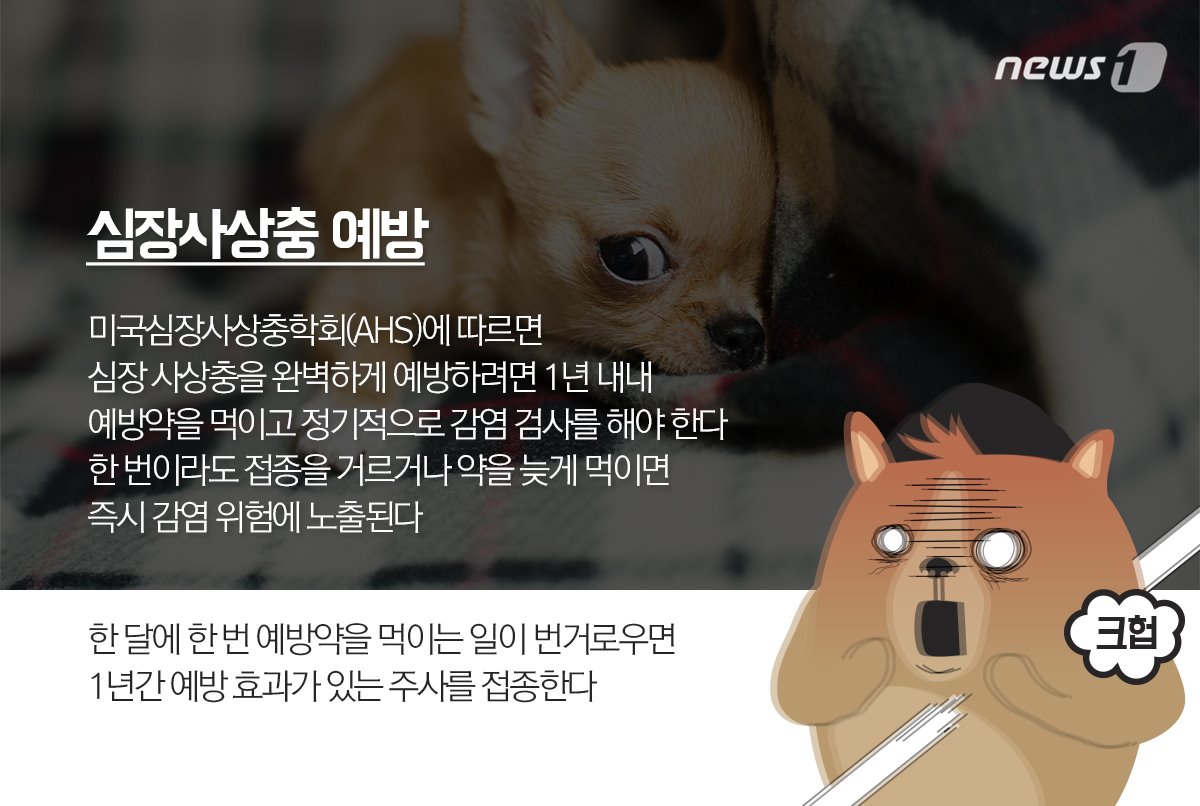 news1
심장사상충 예방
미국심장사상충학회(AHS)에 따르면
심장 사상충을 완벽하게 예방하려면 1년 내내
예방약을 먹이고 정기적으로 감염 검사를 해야 한다
한 번이라도 접종을 거르거나 약을 늦게 먹이면
즉시 감염 위험에 노출된다
크헙
한 달에 한 번 예방약을 먹이는 일이 번거로우면
1년간 예방 효과가 있는 주사를 접종한다